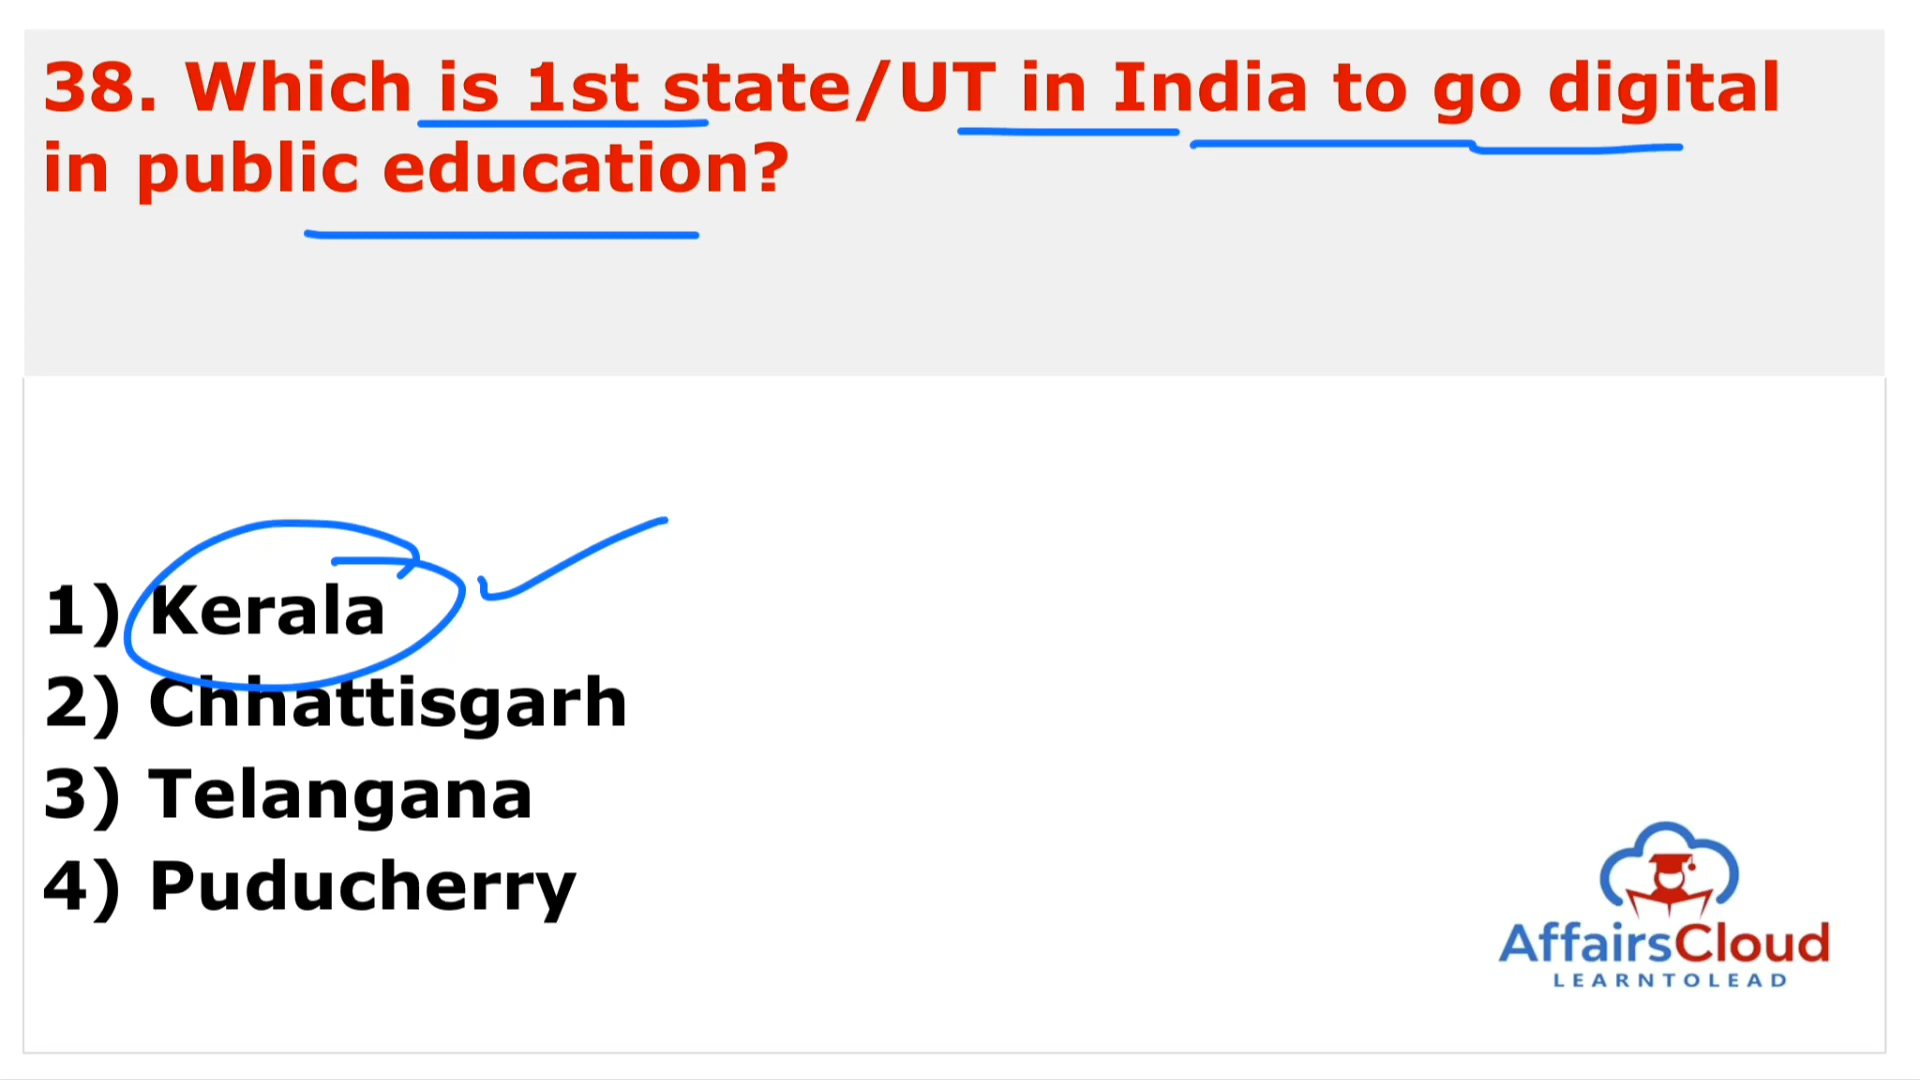 38. Which is 1st state/UT in India to go digital
in public education?
1) Kerala
2) Chhattisgarh
3) Telangana
4) Puducherry
AffairsCloud
LEARNTOLEAD